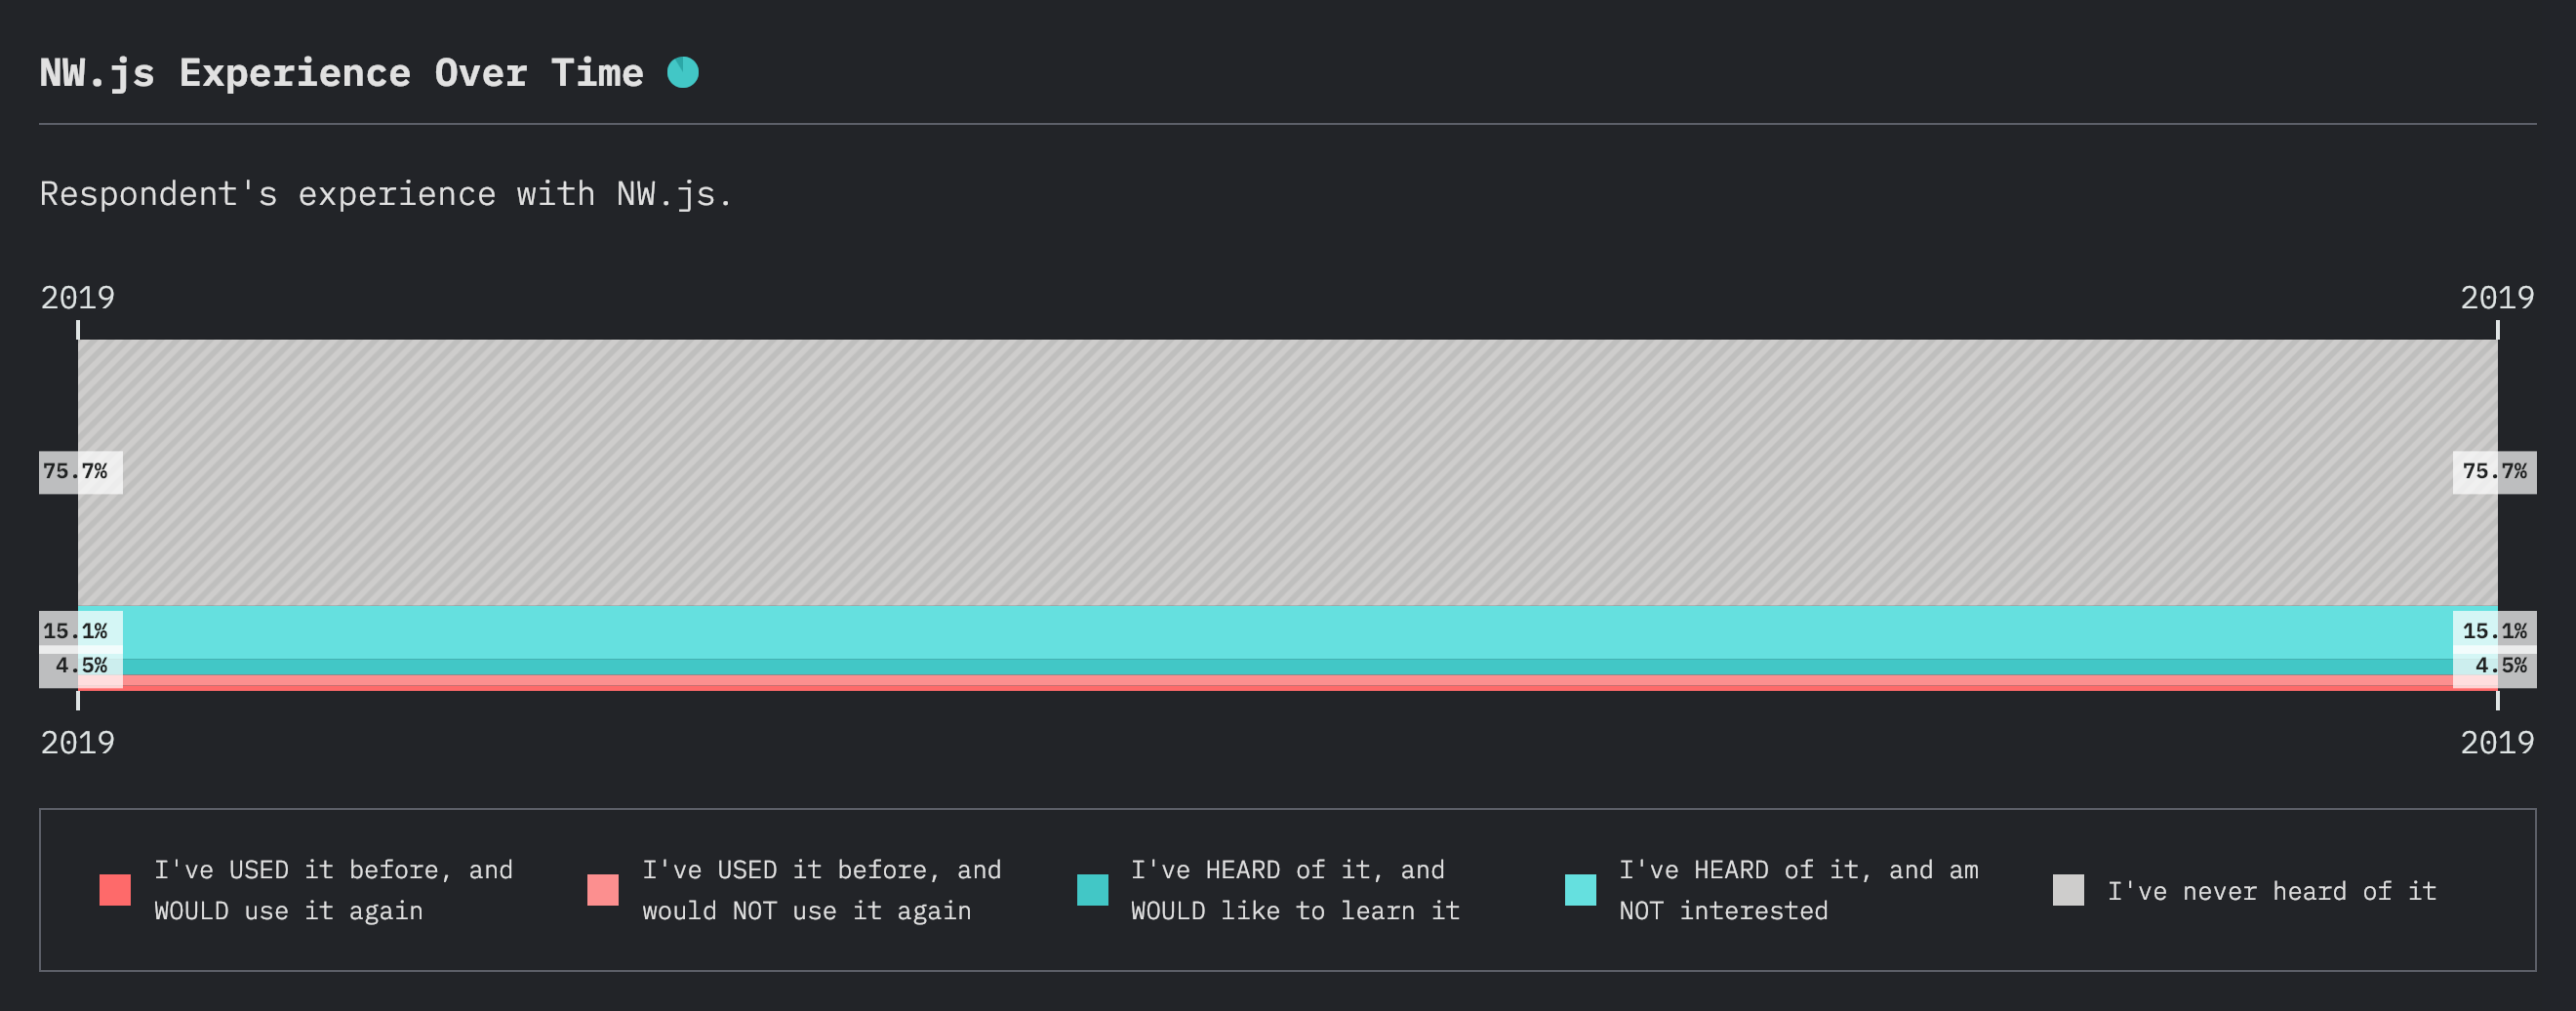 NW.js Experience Over Time
Respondent's experience with NW.js.
2019 2019
75.7% 75.7%
15.1% 15.1%
4.5% 4.5%
2019 2019
I've USED it before, and
WOULD use it again
I've USED it before, and
would NOT use it again
I've HEARD of it, and
WOULD like to learn it
I've HEARD of it, and am
NOT interested
I've never heard of it